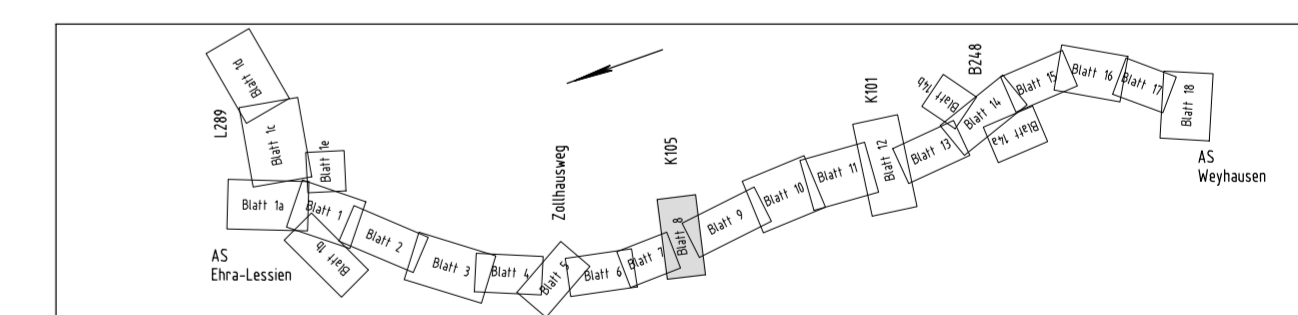 Blatt 1d
L289
Blatt 1c
Blatt 1e
Blatt 1a
Blatt 1
Blatt 1b
AS
Ehra-Lessien
Blatt 2
Blatt 3
Blatt 4
Zollhausweg
Blatt 5
Blatt 6
Blatt 7
K105
Blatt 8
Blatt 9
Blatt 10
Blatt 11
K101
Blatt 12
Blatt 13
Blatt 14b
B248
Blatt 14
Blatt 14a
Blatt 15
Blatt 16
Blatt 17
Blatt 18
AS
Weyhausen